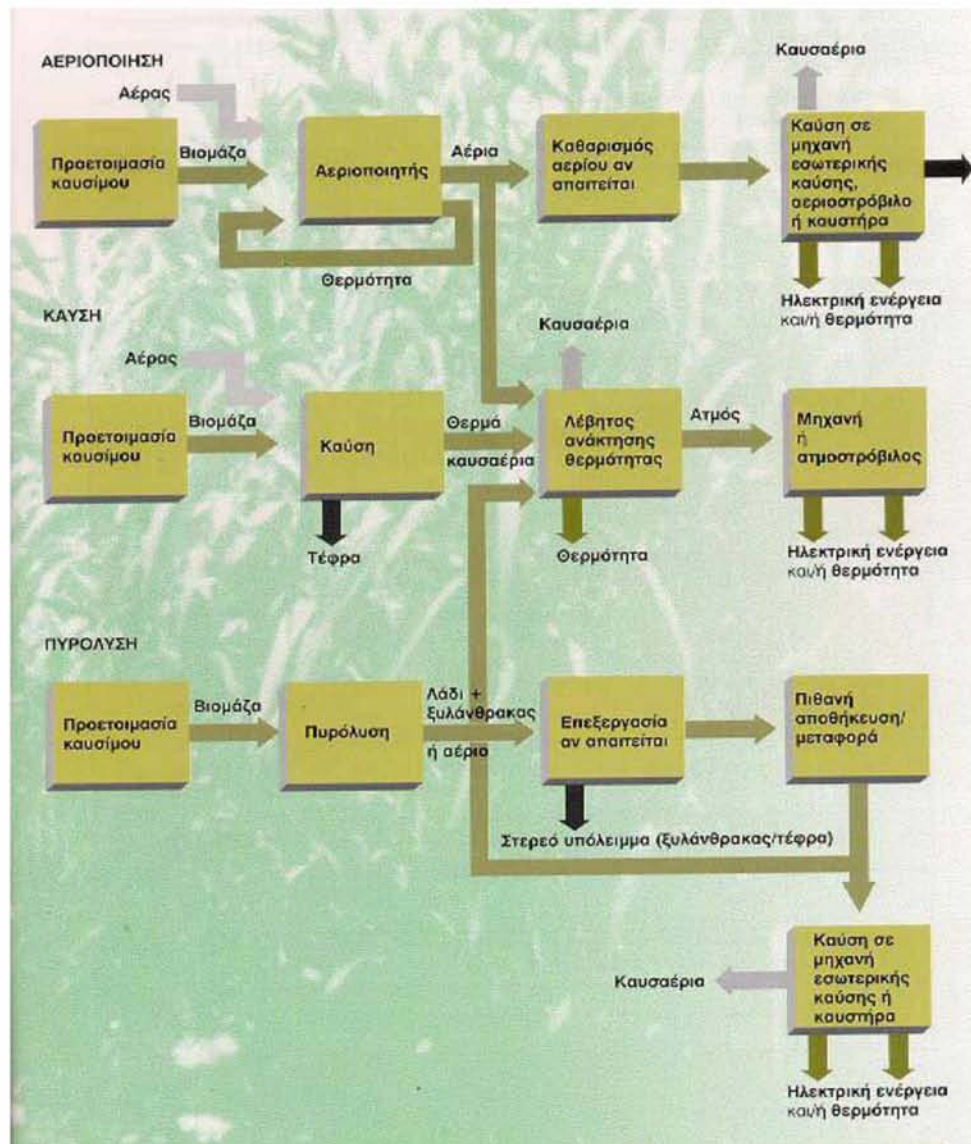 ΑΕΡΙΟΠΟΙΗΣΗ
Αέρας
Προετοιμασία
καυσίμου
Βιομάζα
Αεριοποιητής
Αέρια
Καθαρισμός
αερίου αν
απαιτείται
Καυσαέρια
Καύση σε
μηχανή
εσωτερικής
καύσης,
αεριοστρόβιλο
ή καυστήρα
Θερμότητα
Ηλεκτρική ενέργεια
και/ή θερμότητα
ΚΑΥΣΗ
Αέρας
Προετοιμασία
καυσίμου
Βιομάζα
Καύση
Θερμά
καυσαέρια
Καυσαέρια
Λέβητας
ανάκτησης
θερμότητας
Ατμός
Μηχανή
ή
ατμοστρόβιλος
Τέφρα
Θερμότητα
Ηλεκτρική ενέργεια
και/ή θερμότητα
ΠΥΡΟΛΥΣΗ
Προετοιμασία
καυσίμου
Βιομάζα
Πυρόλυση
Λάδι +
ξυλάνθρακας
ή αέριο
Επεξεργασία
αν απαιτείται
Πιθανή
αποθήκευση/
μεταφορά
Στερεό υπόλειμμα (ξυλάνθρακας/τέφρα)
Καυσαέρια
Καύση σε
μηχανή
εσωτερικής
καύσης ή
καυστήρα
Ηλεκτρική ενέργεια
και/ή θερμότητα